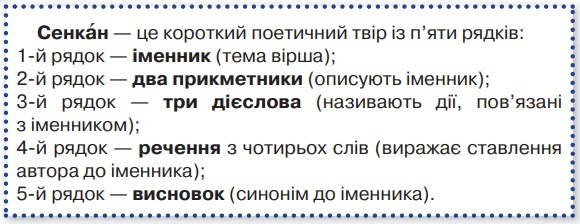 Сенка́н — це короткий поетичний твір із п’яти рядків:
1-й рядок — іменник (тема вірша);
2-й рядок — два прикметники (описують іменник);
3-й рядок — три дієслова (називають дії, пов’язані
з іменником);
4-й рядок — речення з чотирьох слів (виражає ставлення
автора до іменника);
5-й рядок — висновок (синонім до іменника).